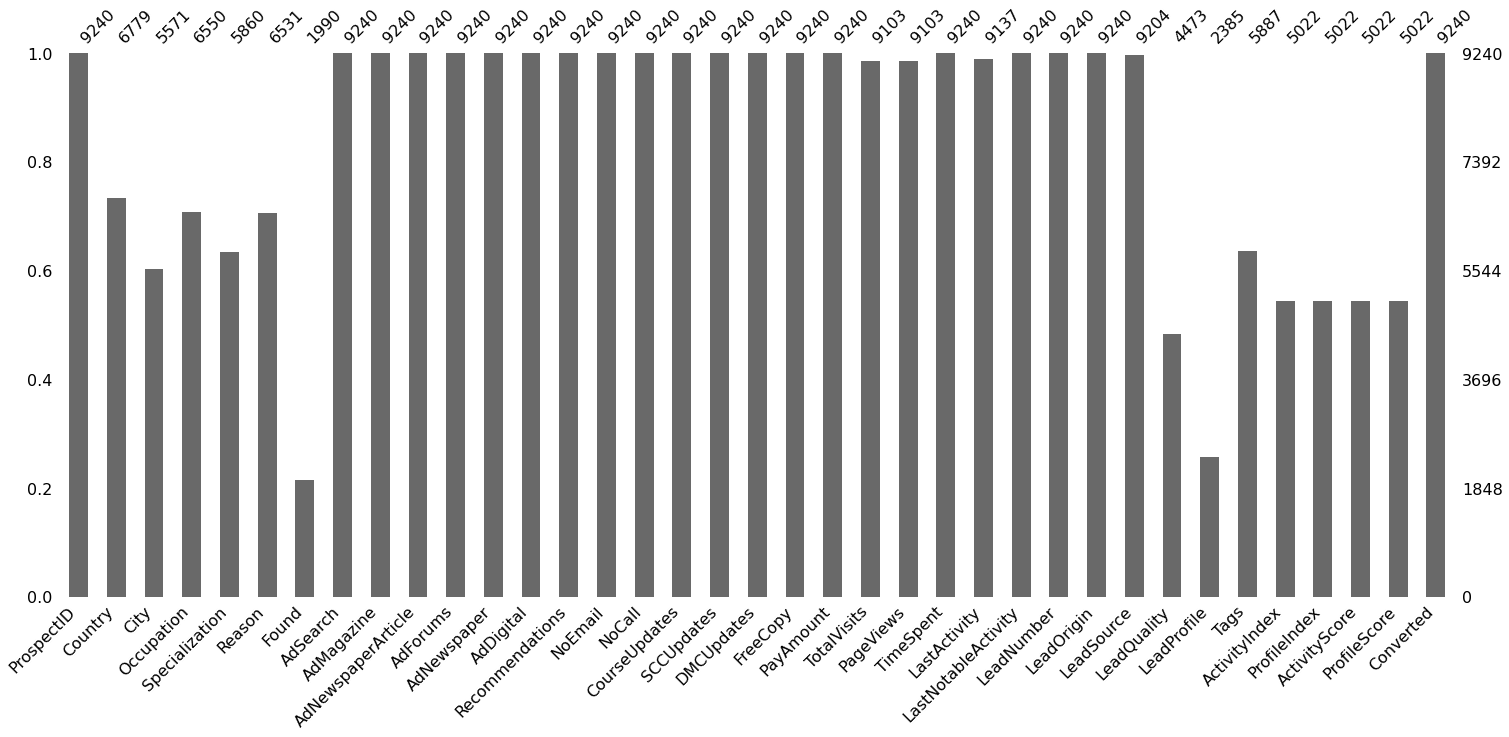 9240 6779 5571 6550 5860 6531 1990 9240 9240 9240 9240 9240 9240 9240 9240 9240 9240 9240 9240 9240 9240 9103 9103 9240 9137 9240 9240 9240 9204 4473 2385 5887 5022 5022 5022 5022 9240
1.0 9240
0.8 7392
0.6 5544
0.4 3696
0.2 1848
0.0 0
ProspectID
Country
City
Occupation
Specialization
Reason
Found
AdSearch
AdMagazine
AdNewspaperArticle
AdForums
AdNewspaper
AdDigital
Recommendations
NoEmail
NoCall
CourseUpdates
SCCUpdates
DMCUpdates
FreeCopy
PayAmount
TotalVisits
PageViews
TimeSpent
LastActivity
LastNotableActivity
LeadNumber
LeadOrigin
LeadSource
LeadQuality
LeadProfile
Tags
ActivityIndex
ProfileIndex
ActivityScore
ProfileScore
Converted